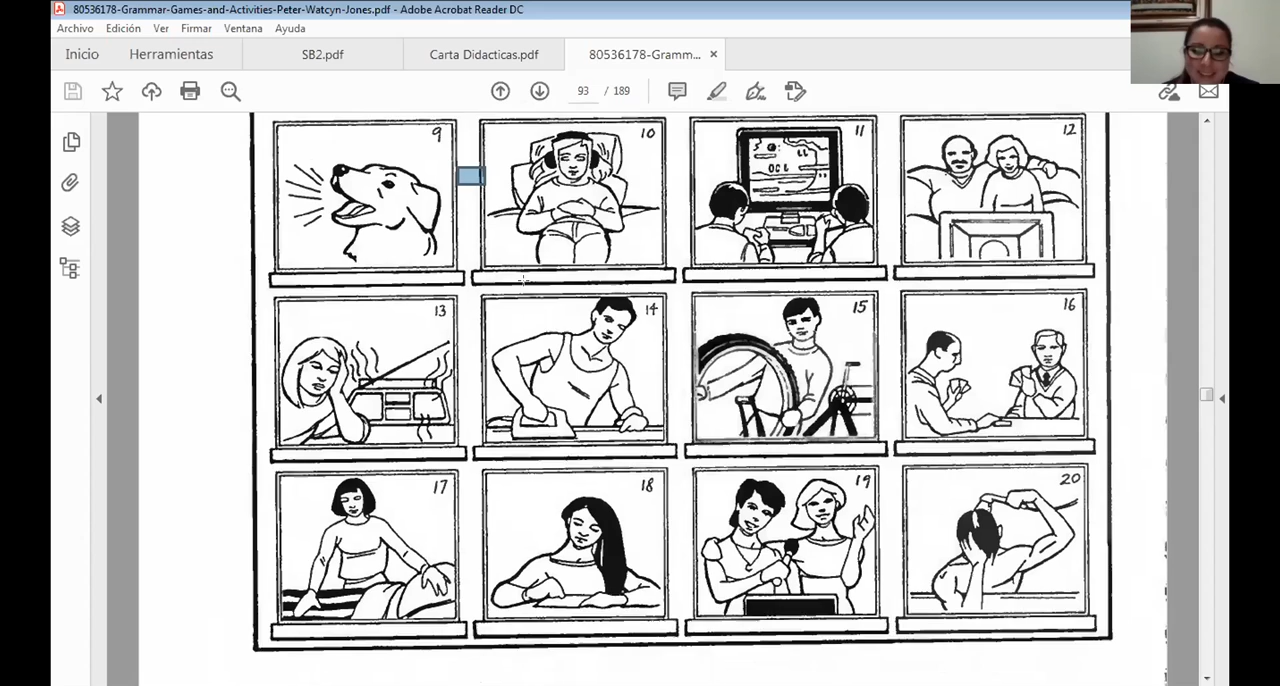 80536178-Grammar-Games-and-Activities-Peter-Watcyn-Jones.pdf - Adobe Acrobat Reader DC
Archivo Edición Ver Firmar Ventana Ayuda
Inicio Herramientas SB2.pdf Carta Didacticas.pdf 80536178-Gramm... ×
93 / 189
9 10 11 12
OCL
13 14 15 16
17 18 19 20